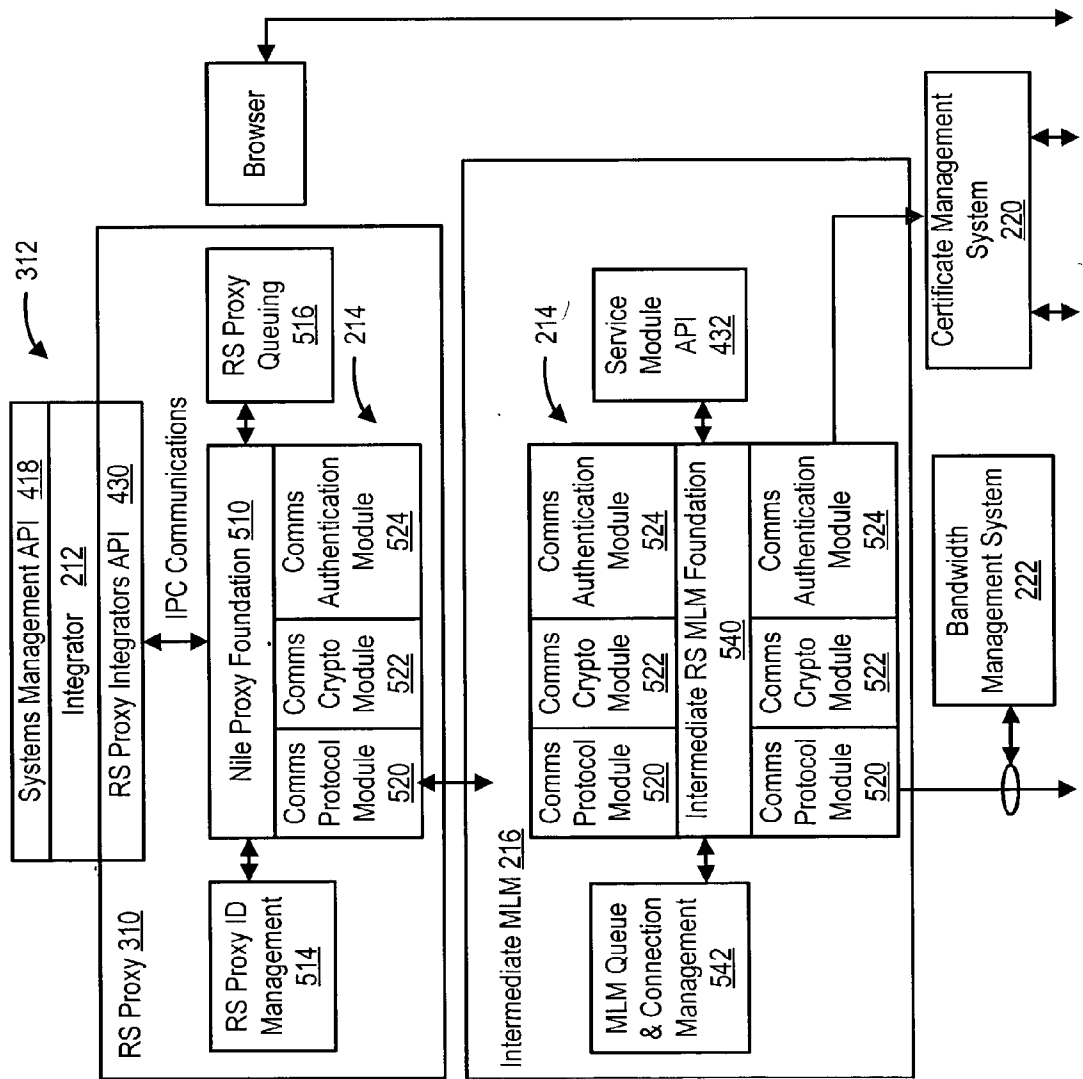 312
Systems Management API 418
Integrator 212
RS Proxy Integrators API 430
RS Proxy 310
IPC Communications
Browser
RS Proxy ID
Management
514
Nile Proxy Foundation 510
RS Proxy
Queuing
516
Comms
Protocol
Module
520
Comms
Crypto
Module
522
Comms
Authentication
Module
524
214
Intermediate MLM 216
214
Comms
Protocol
Module
520
Comms
Crypto
Module
522
Comms
Authentication
Module
524
MLM Queue
& Connection
Management
542
Intermediate RS MLM Foundation
540
Service
Module
API
432
Comms
Protocol
Module
520
Comms
Crypto
Module
522
Comms
Authentication
Module
524
Bandwidth
Management System
222
Certificate Management
System
220